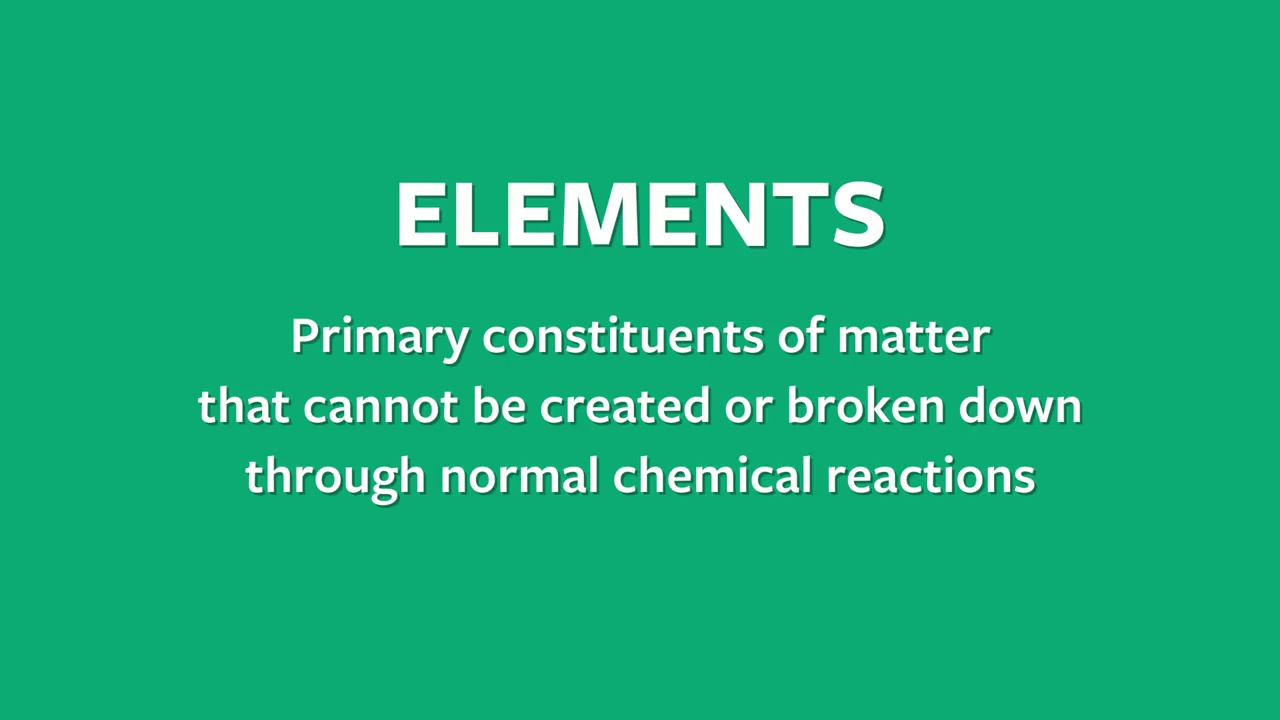 ELEMENTS
Primary constituents of matter
that cannot be created or broken down
through normal chemical reactions